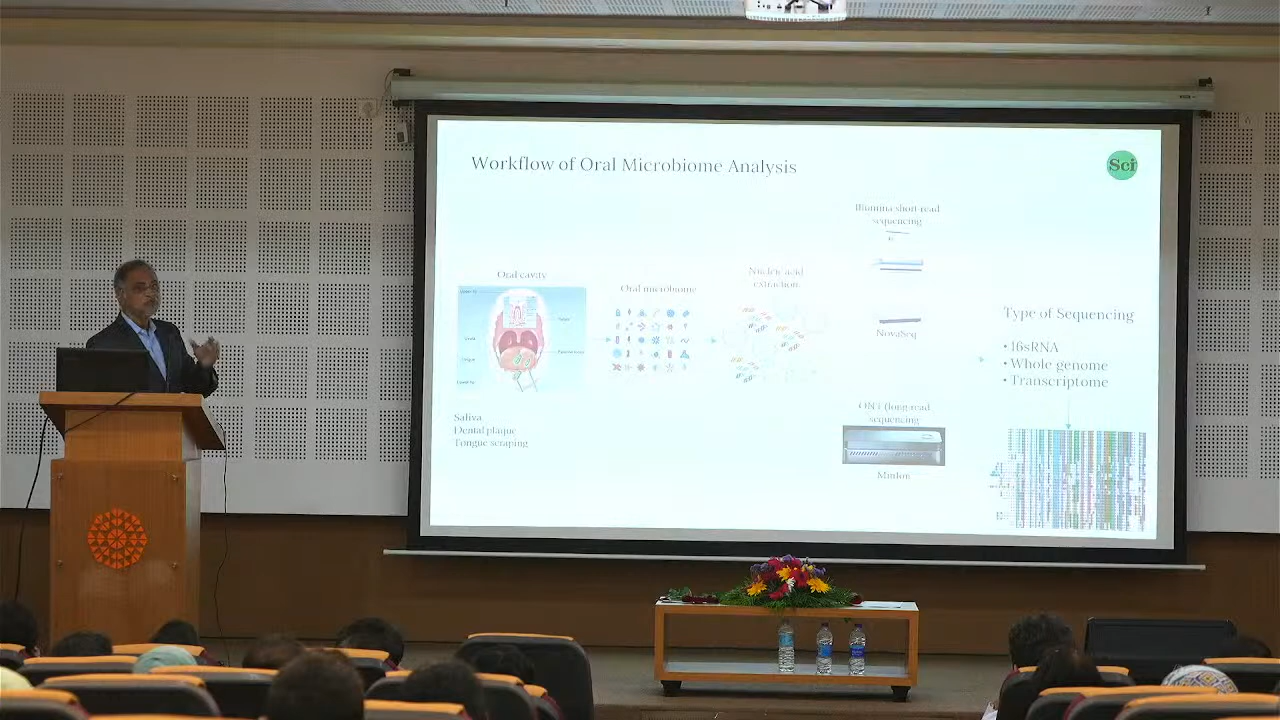 Workflow of Oral Microbiome Analysis
Sci
Illumina short-read
sequencing
Oral cavity
Oral microbiome
Nucleic acid
extraction
NovaSeq
Type of Sequencing
• 16sRNA
• Whole genome
• Transcriptome
Saliva
Dental plaque
Tongue scraping
ONT (long-read
sequencing
MinIon